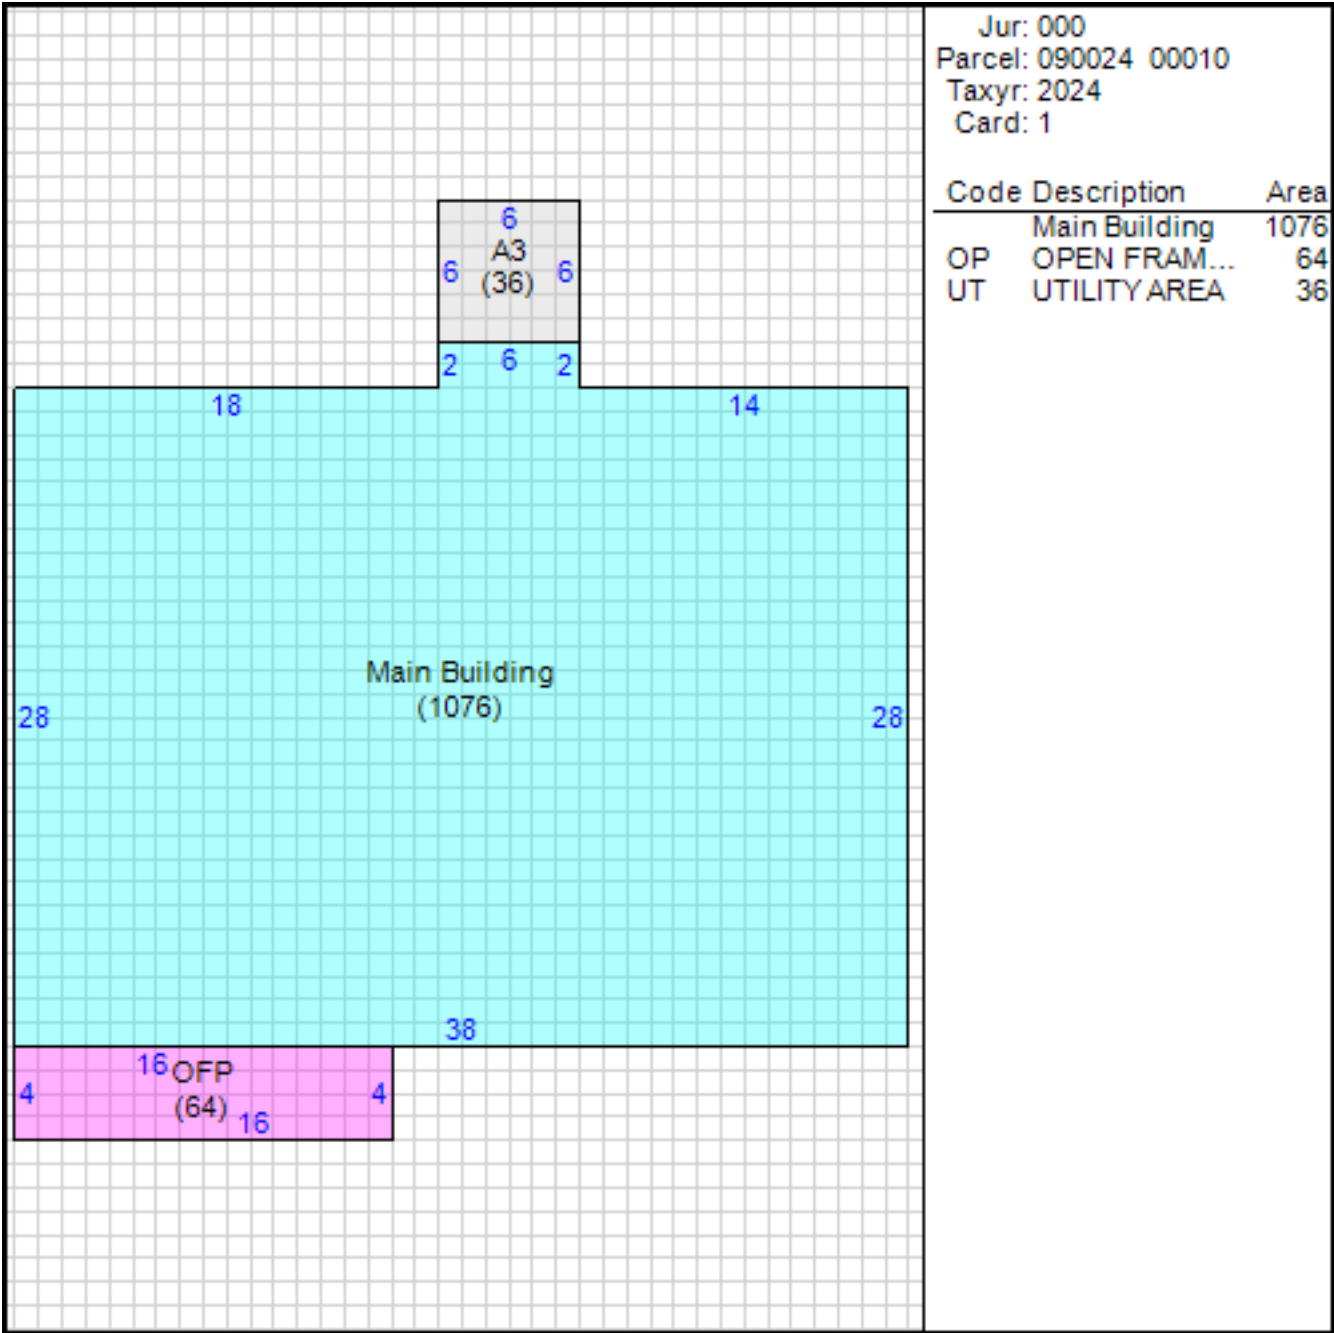 Jur: 000
Parcel: 090024 00010
Taxyr: 2024
Card: 1
Code Description Area
Main Building 1076
OP OPEN FRAM... 64
UT UTILITY AREA 36
6
A3
6 6
(36)
2 6 2
18 14
Main Building
(1076)
28 28
38
16 OFP
4 4
(64)
16